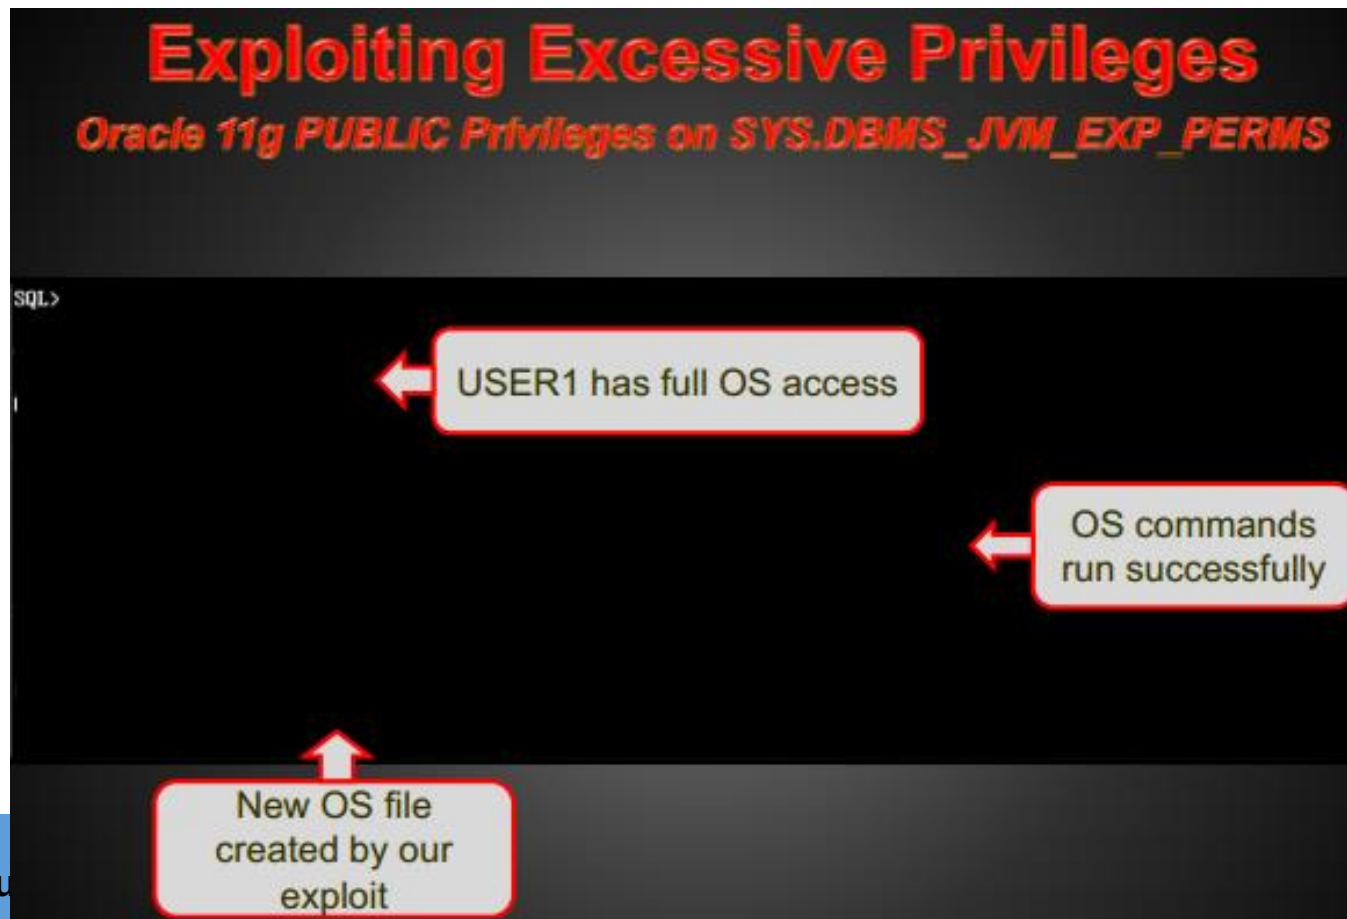 Exploiting Excessive Privileges
Oracle 11g PUBLIC Privileges on SYS.DBMS_JVM_EXP_PERMS
SQL>
USER1 has full OS access
OS commands
run successfully
New OS file
created by our
exploit